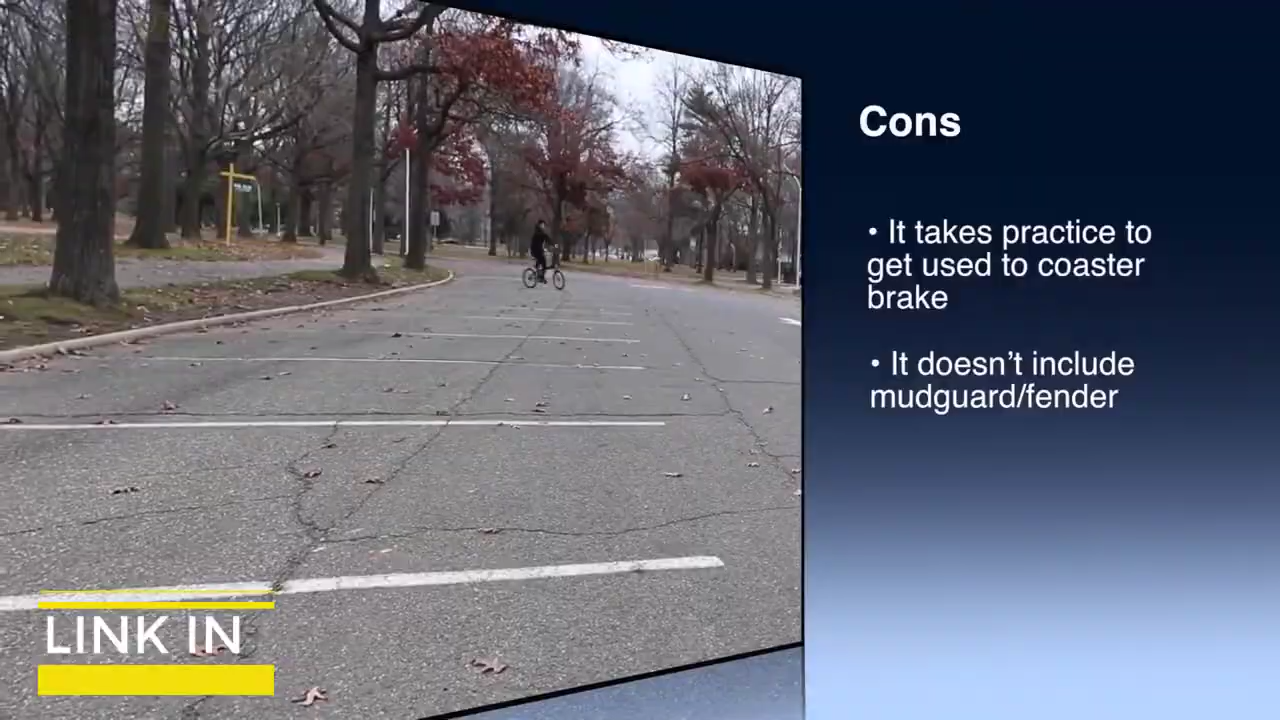 Cons
• It takes practice to
get used to coaster
brake
• It doesn’t include
mudguard/fender
LINK IN